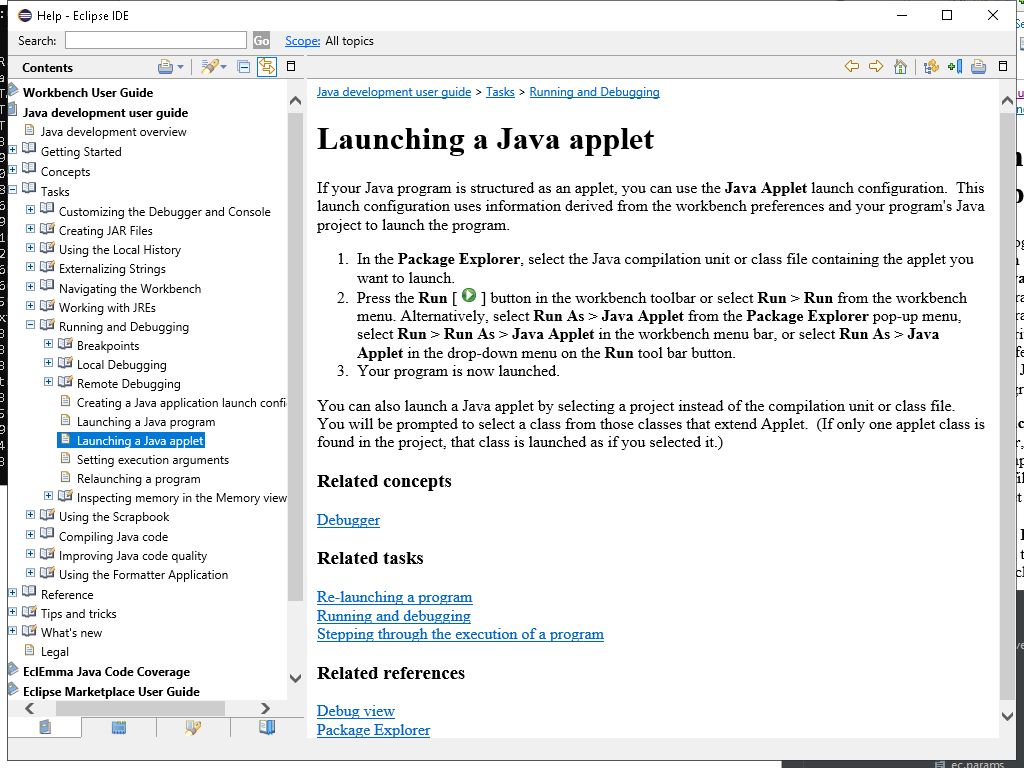 Help - Eclipse IDE
Search:
Go
Scope: All topics
Contents
Workbench User Guide
Java development user guide
Java development overview
Getting Started
Concepts
Tasks
Customizing the Debugger and Console
Creating JAR Files
Using the Local History
Externalizing Strings
Navigating the Workbench
Working with JREs
Running and Debugging
Breakpoints
Local Debugging
Remote Debugging
Creating a Java application launch confi
Launching a Java program
Launching a Java applet
Setting execution arguments
Relaunching a program
Inspecting memory in the Memory view
Using the Scrapbook
Compiling Java code
Improving Java code quality
Using the Formatter Application
Reference
Tips and tricks
What's new
Legal
EclEmma Java Code Coverage
Eclipse Marketplace User Guide
Java development user guide > Tasks > Running and Debugging
Launching a Java applet
If your Java program is structured as an applet, you can use the Java Applet launch configuration. This
launch configuration uses information derived from the workbench preferences and your program's Java
project to launch the program.
1. In the Package Explorer, select the Java compilation unit or class file containing the applet you
want to launch.
2. Press the Run [ ] button in the workbench toolbar or select Run > Run from the workbench
menu. Alternatively, select Run As > Java Applet from the Package Explorer pop-up menu,
select Run > Run As > Java Applet in the workbench menu bar, or select Run As > Java
Applet in the drop-down menu on the Run tool bar button.
3. Your program is now launched.
You can also launch a Java applet by selecting a project instead of the compilation unit or class file.
You will be prompted to select a class from those classes that extend Applet. (If only one applet class is
found in the project, that class is launched as if you selected it.)
Related concepts
Debugger
Related tasks
Re-launching a program
Running and debugging
Stepping through the execution of a program
Related references
Debug view
Package Explorer
ec.params